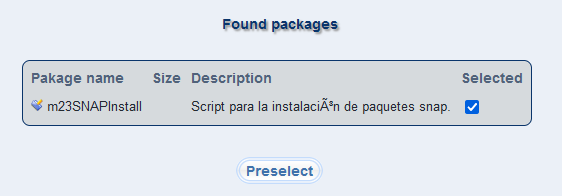 Found packages
Pakage name Size Description Selected
m23SNAPInstall Script para la instalaciÃ³n de paquetes snap.
Preselect